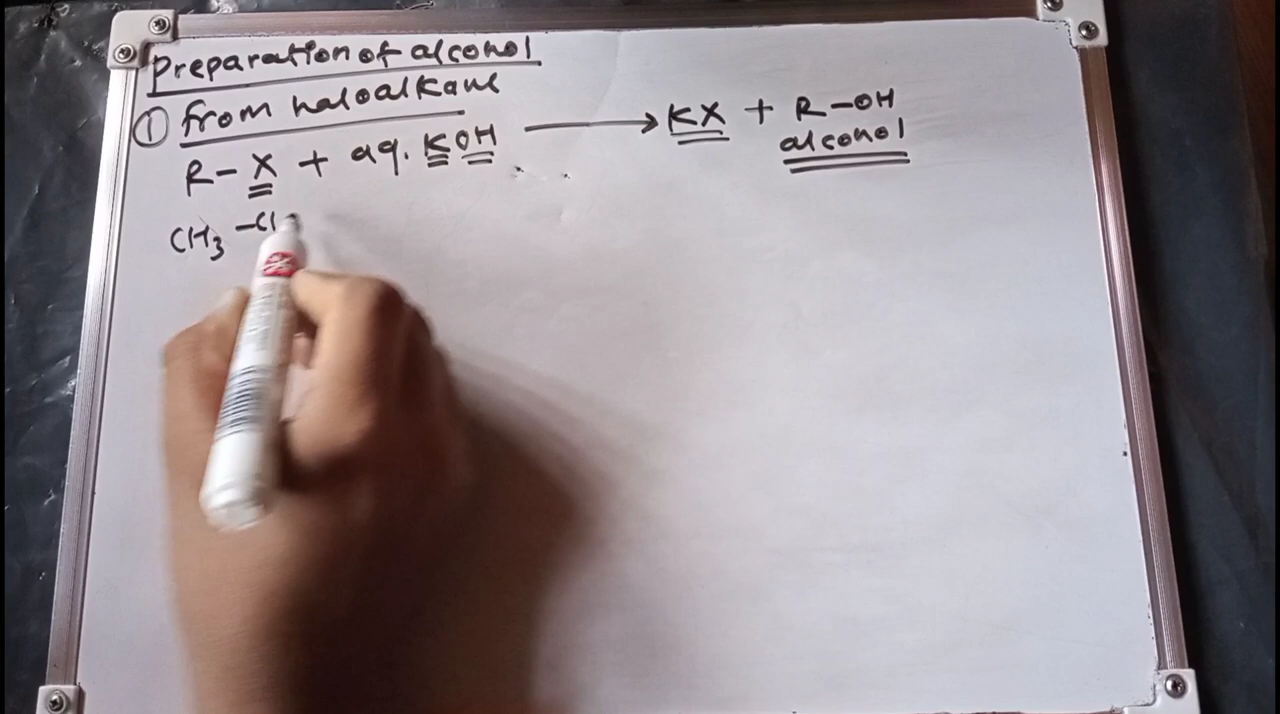 Preparation of alcohol
① from haloalkane
R-X + aq. KOH ⟶ KX + R-OH
alcohol
CH₃-Cl